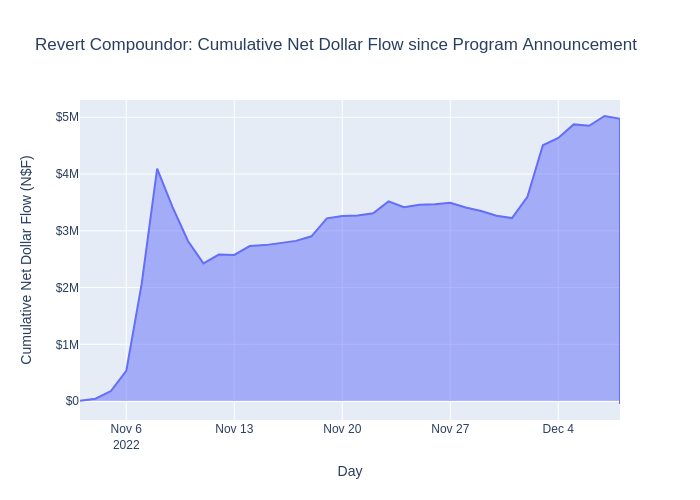 Revert Compoundor: Cumulative Net Dollar Flow since Program Announcement
Cumulative Net Dollar Flow (N$F)
$5M
$4M
$3M
$2M
$1M
$0
Nov 6
2022
Nov 13
Nov 20
Nov 27
Dec 4
Day